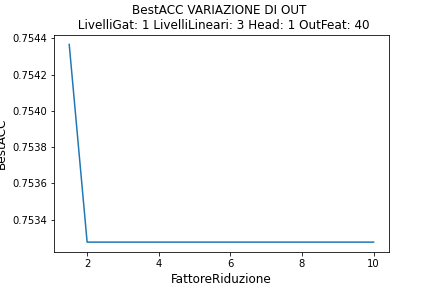 BestACC VARIAZIONE DI OUT
LivelliGat: 1 LivelliLineari: 3 Head: 1 OutFeat: 40
0.7544
0.7542
0.7540
0.7538
0.7536
0.7534
BestACC
2 4 6 8 10
FattoreRiduzione